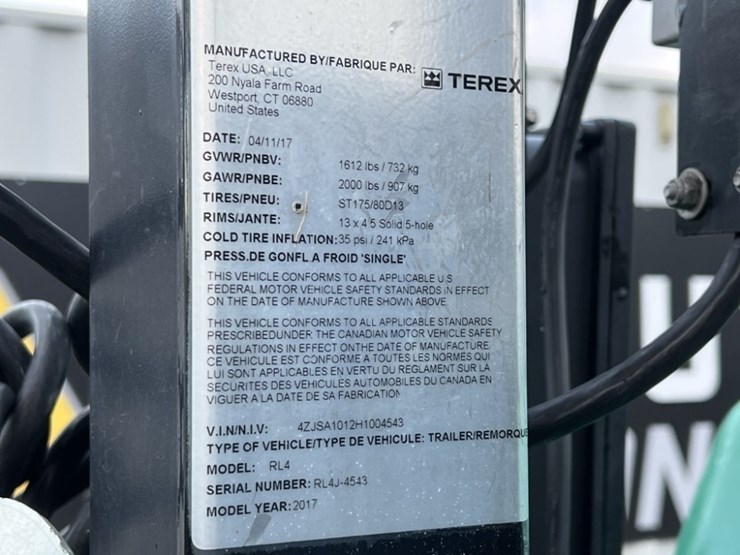 MANUFACTURED BY/FABRIQUE PAR: TEREX
Terex USA, LLC
200 Nyala Farm Road
Westport, CT 06880
United States
DATE: 04/11/17
GVWR/PNBV: 1612 lbs / 732 kg
GAWR/PNBE: 2000 lbs / 907 kg
TIRES/PNEU: ST175/80D13
RIMS/JANTE: 13 x 4.5 Solid 5-hole
COLD TIRE INFLATION: 35 psi / 241 kPa
PRESS.DE GONFL A FROID 'SINGLE'
THIS VEHICLE CONFORMS TO ALL APPLICABLE U.S
FEDERAL MOTOR VEHICLE SAFETY STANDARDS IN EFFECT
ON THE DATE OF MANUFACTURE SHOWN ABOVE
THIS VEHICLE CONFORMS TO ALL APPLICABLE STANDARDS
PRESCRIBEDUNDER THE CANADIAN MOTOR VEHICLE SAFETY
REGULATIONS IN EFFECT ONTHE DATE OF MANUFACTURE.
CE VEHICULE EST CONFORME A TOUTES LES NORMES QUI
LUI SONT APPLICABLES EN VERTU DU REGLAMENT SUR LA
SECURITES DES VEHICULES AUTOMOBILES DU CANADA EN
VIGUER A LA DATE DE SA FABRICATION
V.I.N/N.I.V: 4ZJSA1012H1004543
TYPE OF VEHICLE/TYPE DE VEHICULE: TRAILER/REMORQUE
MODEL: RL4
SERIAL NUMBER: RL4J-4543
MODEL YEAR: 2017
U
IN